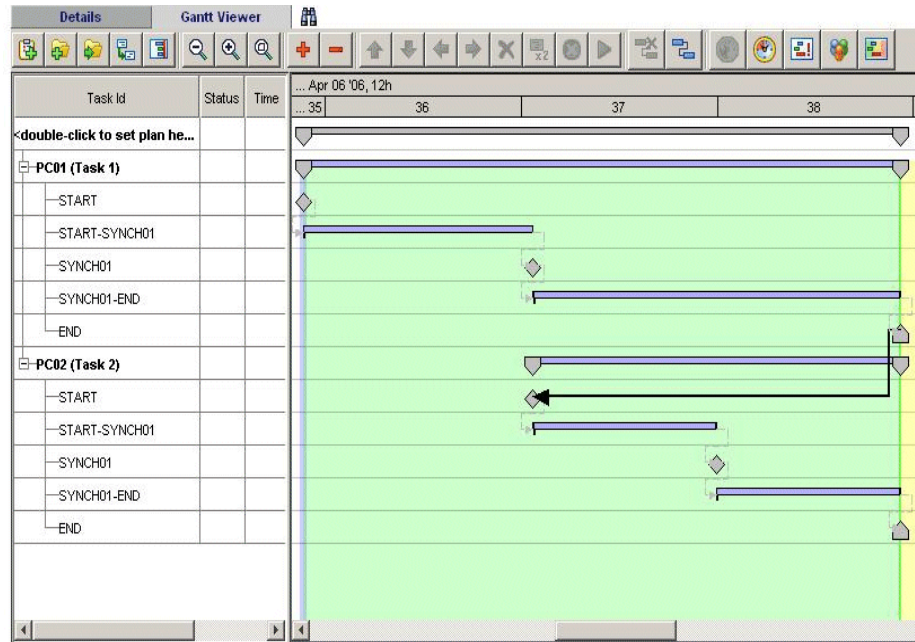 Details Gantt Viewer
x2
Task Id Status Time
... Apr 06 '06, 12h
... 35 36 37 38
<double-click to set plan he...
PC01 (Task 1)
START
START-SYNCH01
SYNCH01
SYNCH01-END
END
PC02 (Task 2)
START
START-SYNCH01
SYNCH01
SYNCH01-END
END